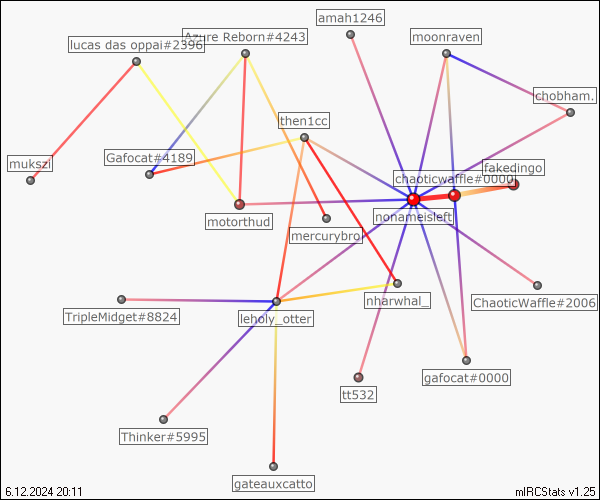 amah1246
lucas das oppai#2396
Azure Reborn#4243
moonraven
chobham.
then1cc
mukszi
Gafocat#4189
fakedingo
chaoticwaffle#0000
motorthud
nonameisleft
mercurybro
TripleMidget#8824
leholy_otter
nharwhal_
ChaoticWaffle#2006
tt532
gafocat#0000
Thinker#5995
gateauxcatto
6.12.2024 20:11
mIRCStats v1.25